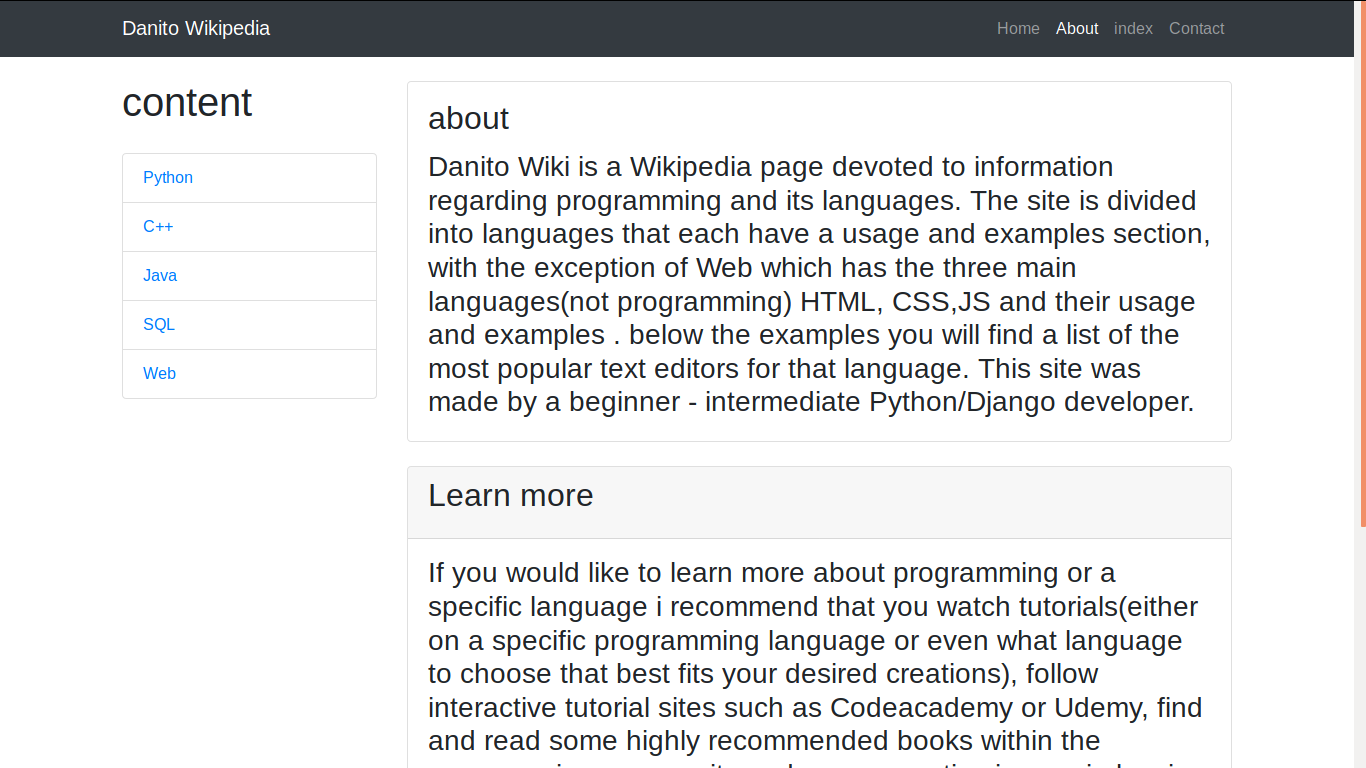 Danito Wikipedia
Home About index Contact
content
Python
C++
Java
SQL
Web
about
Danito Wiki is a Wikipedia page devoted to information
regarding programming and its languages. The site is divided
into languages that each have a usage and examples section,
with the exception of Web which has the three main
languages(not programming) HTML, CSS,JS and their usage
and examples . below the examples you will find a list of the
most popular text editors for that language. This site was
made by a beginner - intermediate Python/Django developer.
Learn more
If you would like to learn more about programming or a
specific language i recommend that you watch tutorials(either
on a specific programming language or even what language
to choose that best fits your desired creations), follow
interactive tutorial sites such as Codeacademy or Udemy, find
and read some highly recommended books within the